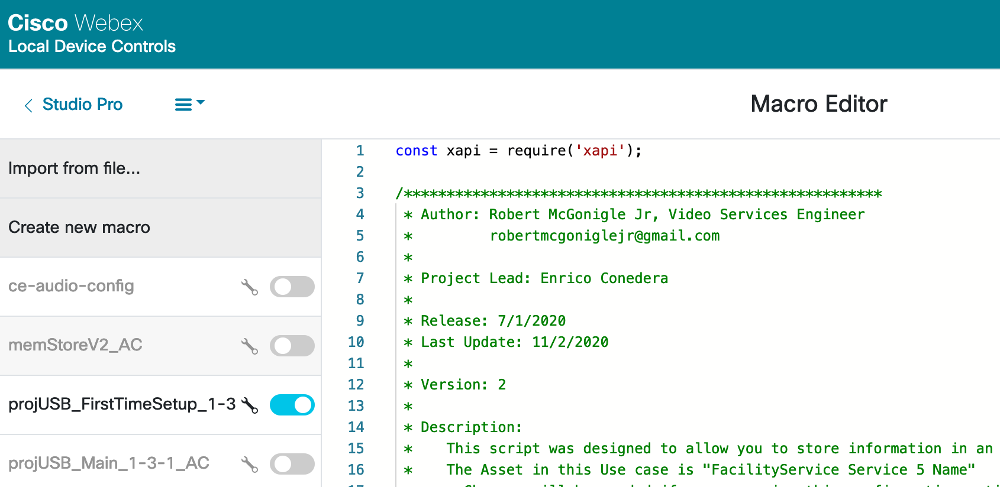 Cisco Webex
Local Device Controls
Studio Pro
Macro Editor
Import from file...
Create new macro
ce-audio-config
memStoreV2_AC
projUSB_FirstTimeSetup_1-3
projUSB_Main_1-3-1_AC
1 const xapi = require('xapi');
2
3 /********************************************************
4 * Author: Robert McGonigle Jr, Video Services Engineer
5 * robertmcgoniglejr@gmail.com
6 *
7 * Project Lead: Enrico Conedera
8 *
9 * Release: 7/1/2020
10 * Last Update: 11/2/2020
11 *
12 * Version: 2
13 *
14 * Description:
15 * This script was designed to allow you to store information in an
16 * The Asset in this Use case is "FacilityService Service 5 Name"